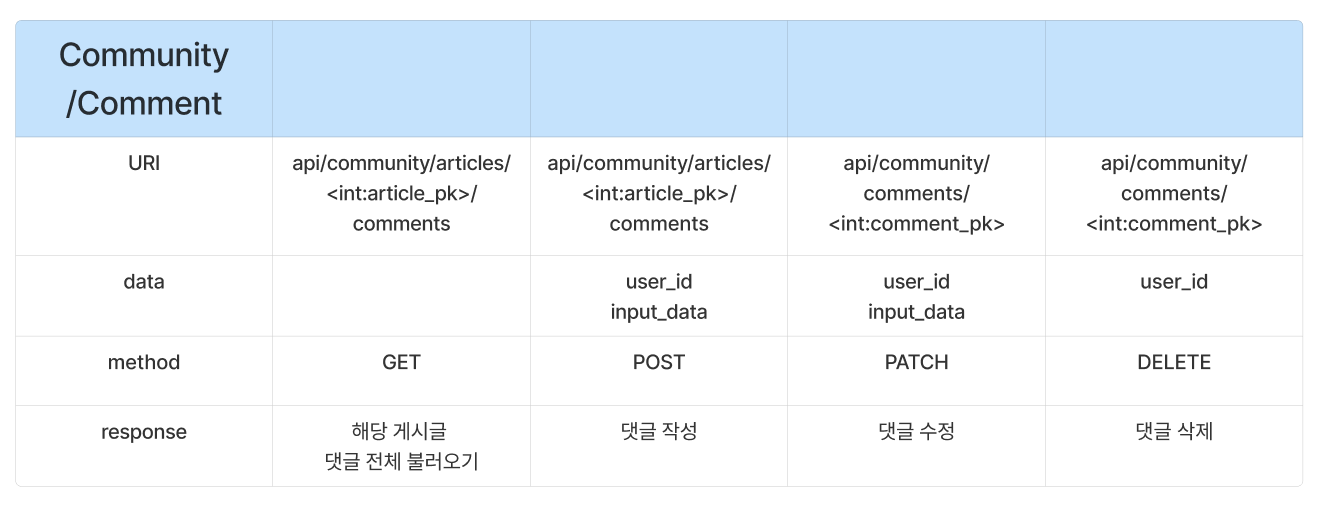 Community
/Comment
URI
api/community/articles/
<int:article_pk>/
comments
api/community/articles/
<int:article_pk>/
comments
api/community/
comments/
<int:comment_pk>
api/community/
comments/
<int:comment_pk>
data
user_id
input_data
user_id
input_data
user_id
method
GET
POST
PATCH
DELETE
response
해당 게시글
댓글 전체 불러오기
댓글 작성
댓글 수정
댓글 삭제